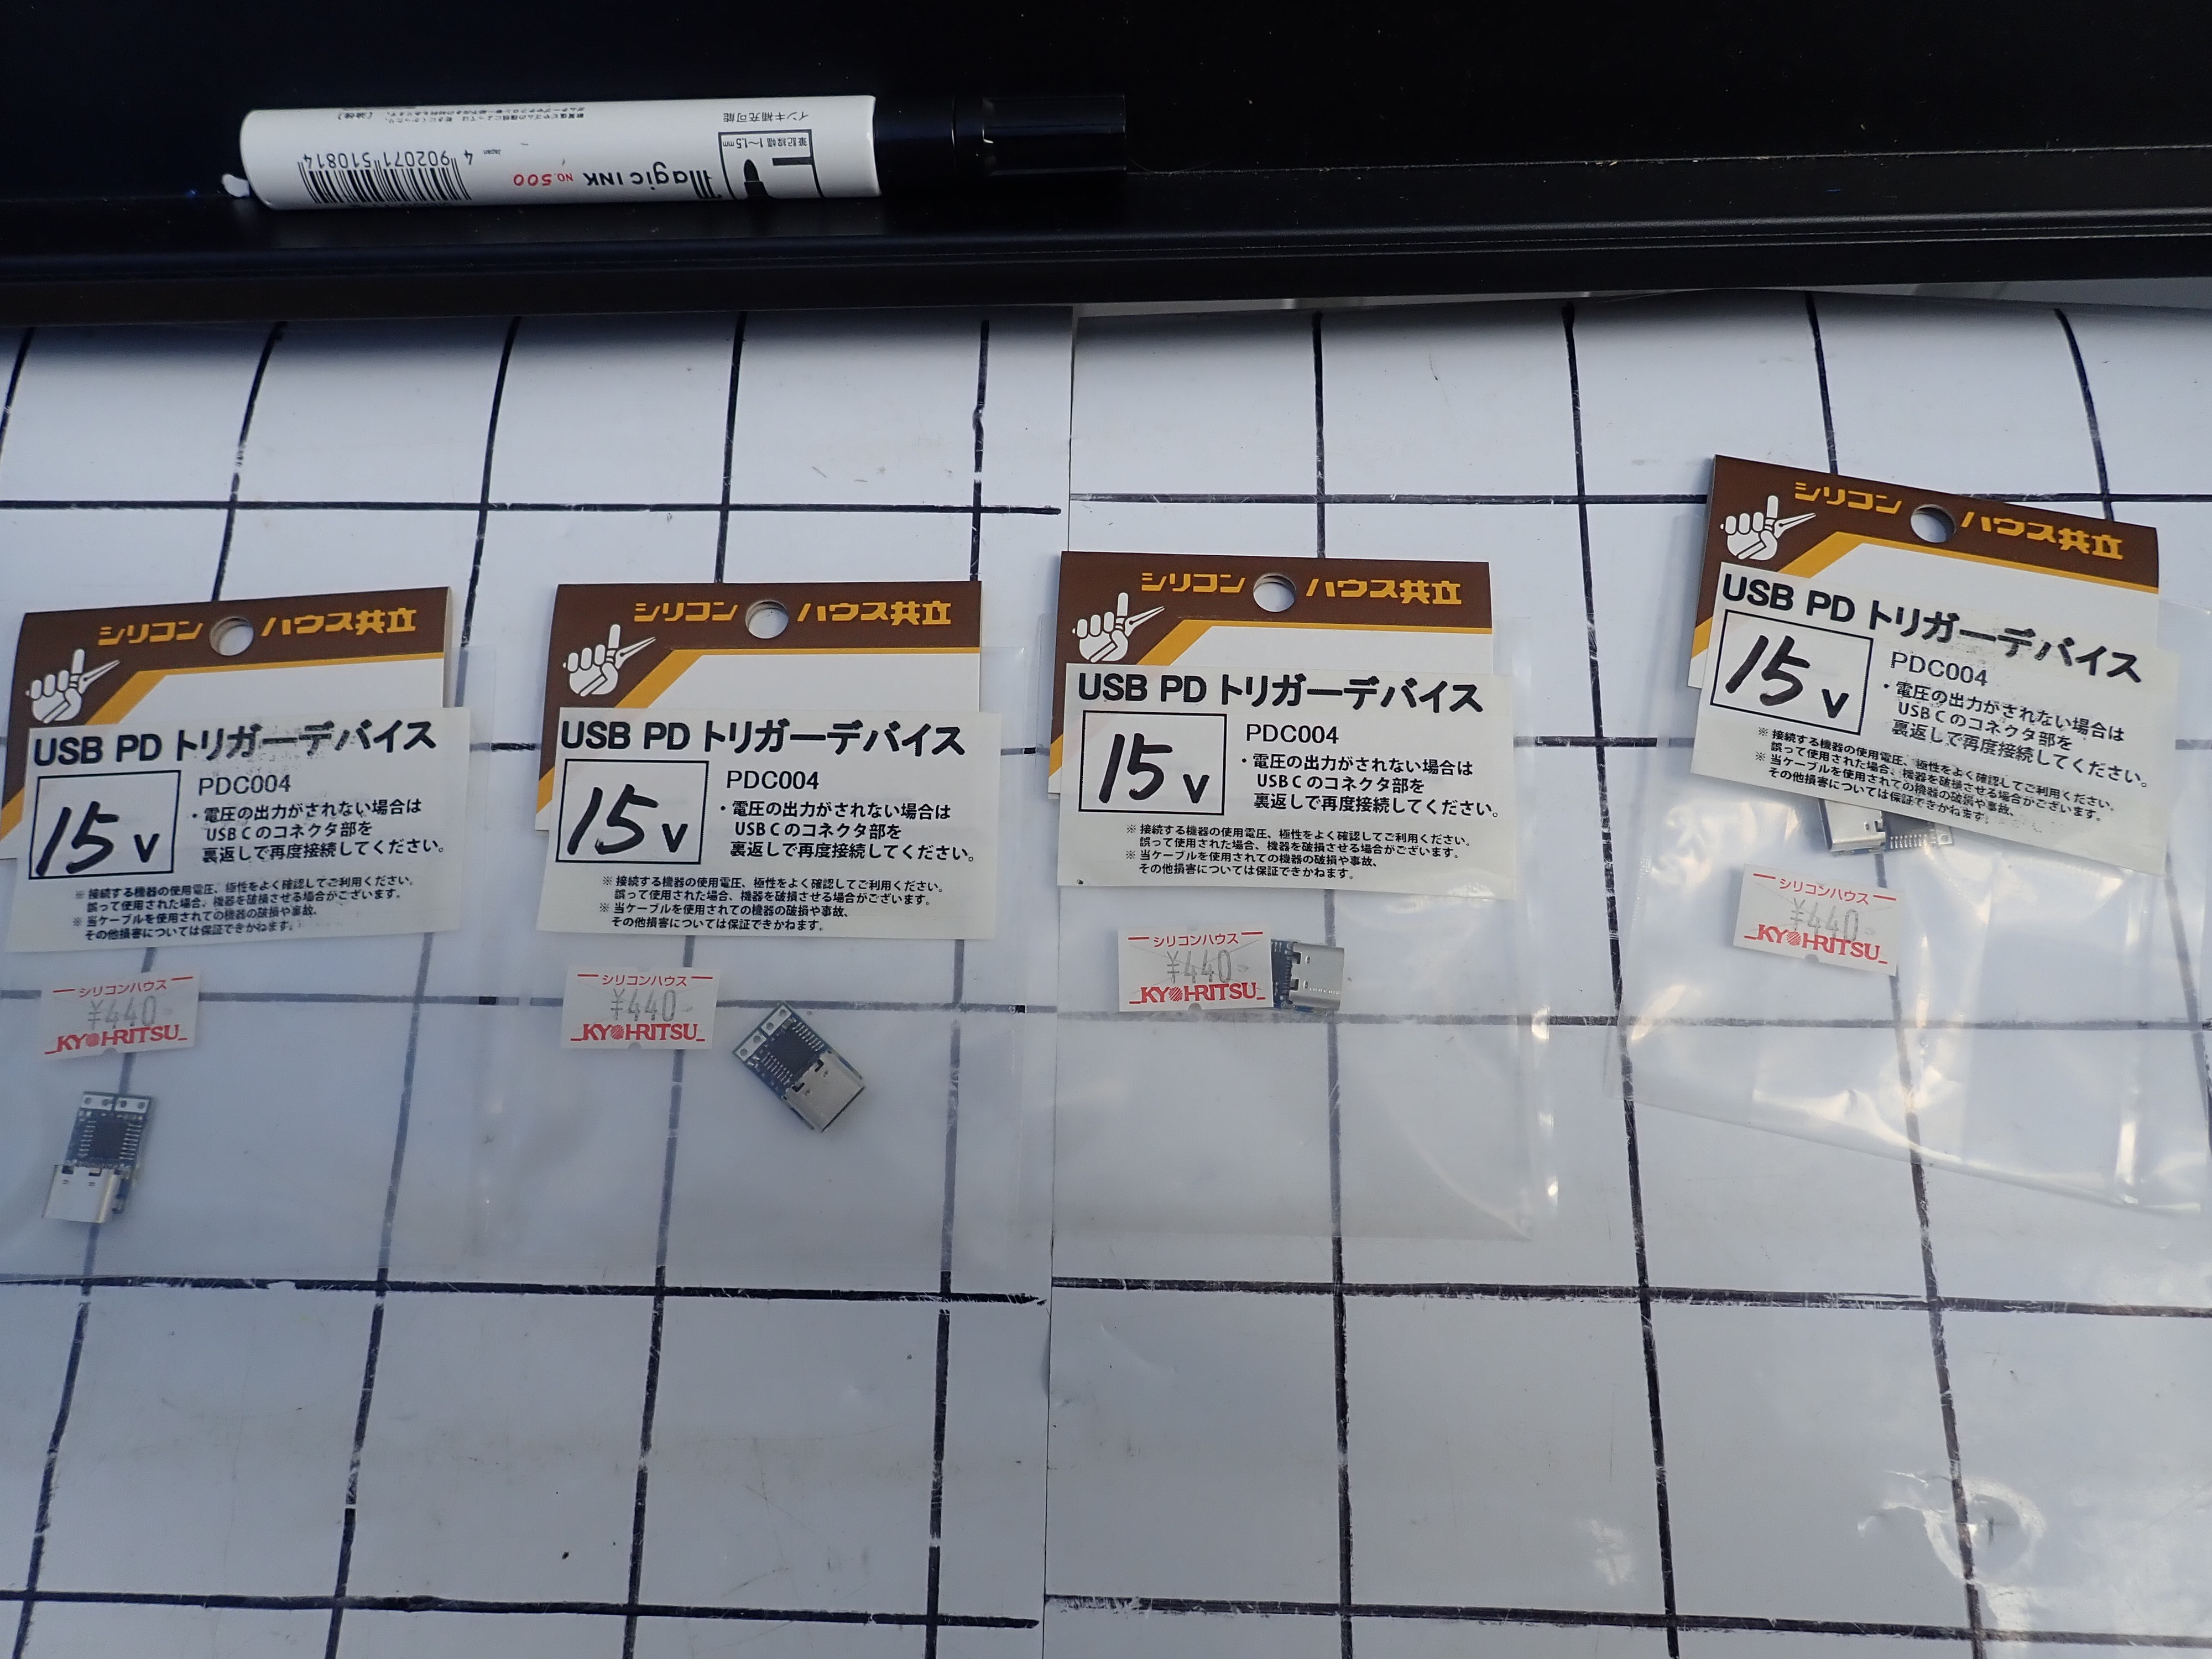 インキ補充可能
筆記線幅 1〜1.5mm
Magic INK NO.500
Japan
4 902071 510814
シリコン ハウス共立
USB PD トリガーデバイス
15 V
PDC004
・電圧の出力がされない場合は
USB C のコネクタ部を
裏返しで再度接続してください。
※ 接続する機器の使用電圧、極性をよく確認してご利用ください。
誤って使用された場合、機器を破損させる場合がございます。
※ 当ケーブルを使用されての機器の破損や事故、
その他損害については保証できかねます。
シリコンハウス
¥440-
KYOHRITSU
シリコン ハウス共立
USB PD トリガーデバイス
15 V
PDC004
・電圧の出力がされない場合は
USB C のコネクタ部を
裏返しで再度接続してください。
※ 接続する機器の使用電圧、極性をよく確認してご利用ください。
誤って使用された場合、機器を破損させる場合がございます。
※ 当ケーブルを使用されての機器の破損や事故、
その他損害については保証できかねます。
シリコンハウス
¥440-
KYOHRITSU
シリコン ハウス共立
USB PD トリガーデバイス
15 V
PDC004
・電圧の出力がされない場合は
USB C のコネクタ部を
裏返しで再度接続してください。
※ 接続する機器の使用電圧、極性をよく確認してご利用ください。
誤って使用された場合、機器を破損させる場合がございます。
※ 当ケーブルを使用されての機器の破損や事故、
その他損害については保証できかねます。
シリコンハウス
¥440-
KYOHRITSU
シリコン ハウス共立
USB PD トリガーデバイス
15 V
PDC004
・電圧の出力がされない場合は
USB C のコネクタ部を
裏返しで再度接続してください。
※ 接続する機器の使用電圧、極性をよく確認してご利用ください。
誤って使用された場合、機器を破損させる場合がございます。
※ 当ケーブルを使用されての機器の破損や事故、
その他損害については保証できかねます。
シリコンハウス
¥440-
KYOHRITSU